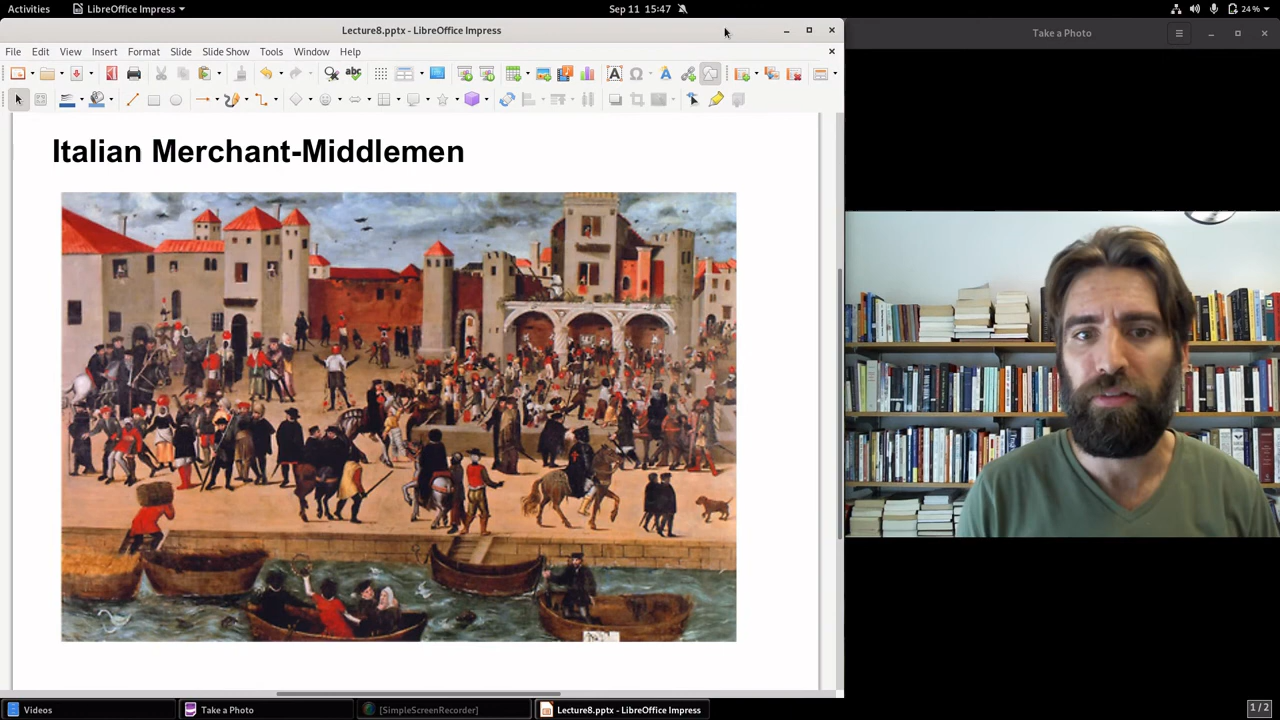 Activities LibreOffice Impress Sep 11 15:47 24 %
Lecture8.pptx - LibreOffice Impress
Take a Photo
File Edit View Insert Format Slide Slide Show Tools Window Help
Italian Merchant-Middlemen
Videos Take a Photo [SimpleScreenRecorder] Lecture8.pptx - LibreOffice Impress 1 / 2